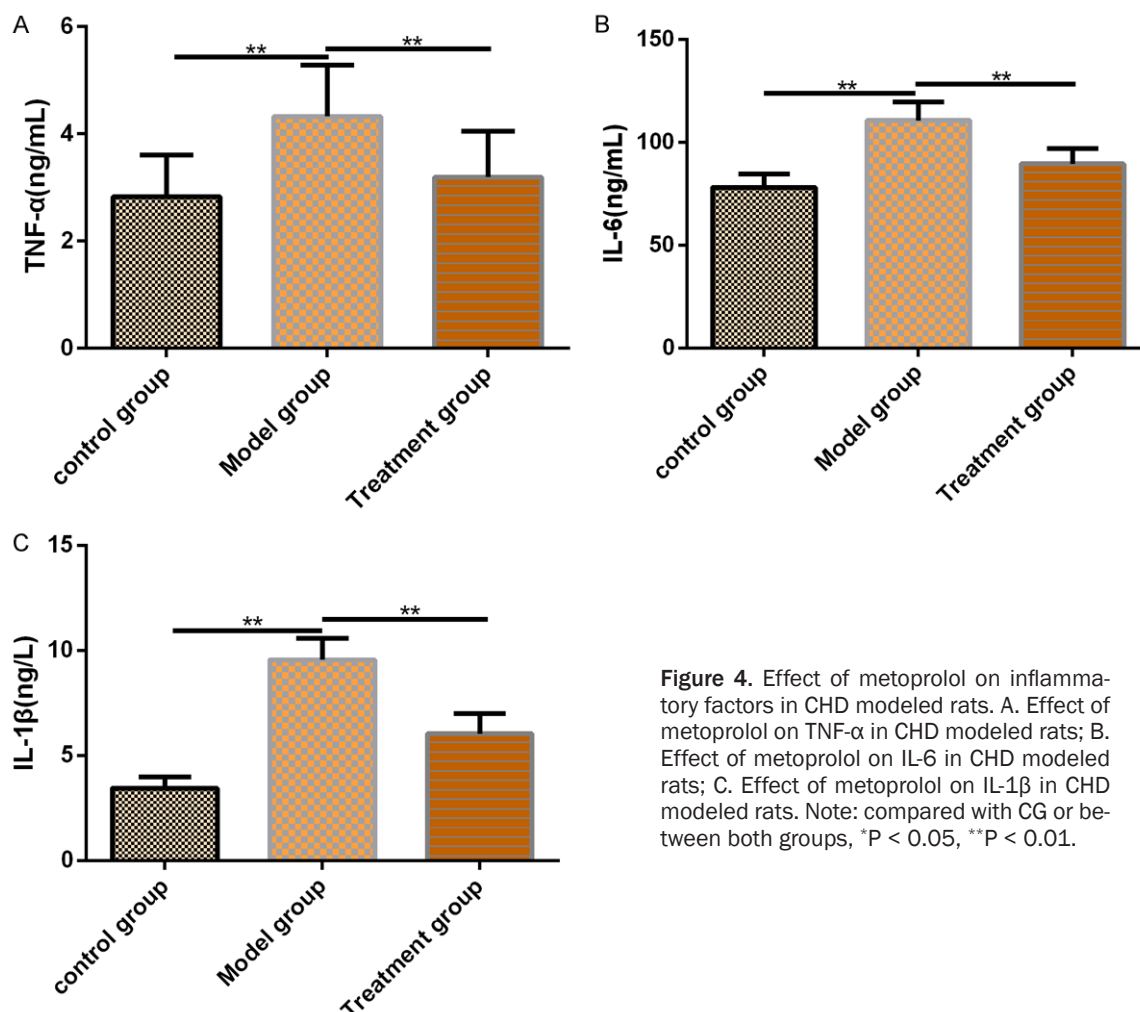 A
TNF-α(ng/mL)
6
4
2
0
**
**
control group
Model group
Treatment group
B
IL-6(ng/mL)
150
100
50
0
**
**
control group
Model group
Treatment group
C
IL-1β(ng/L)
15
10
5
0
**
**
control group
Model group
Treatment group
Figure 4. Effect of metoprolol on inflamma-
tory factors in CHD modeled rats. A. Effect of
metoprolol on TNF-α in CHD modeled rats; B.
Effect of metoprolol on IL-6 in CHD modeled
rats; C. Effect of metoprolol on IL-1β in CHD
modeled rats. Note: compared with CG or be-
tween both groups, *P < 0.05, **P < 0.01.